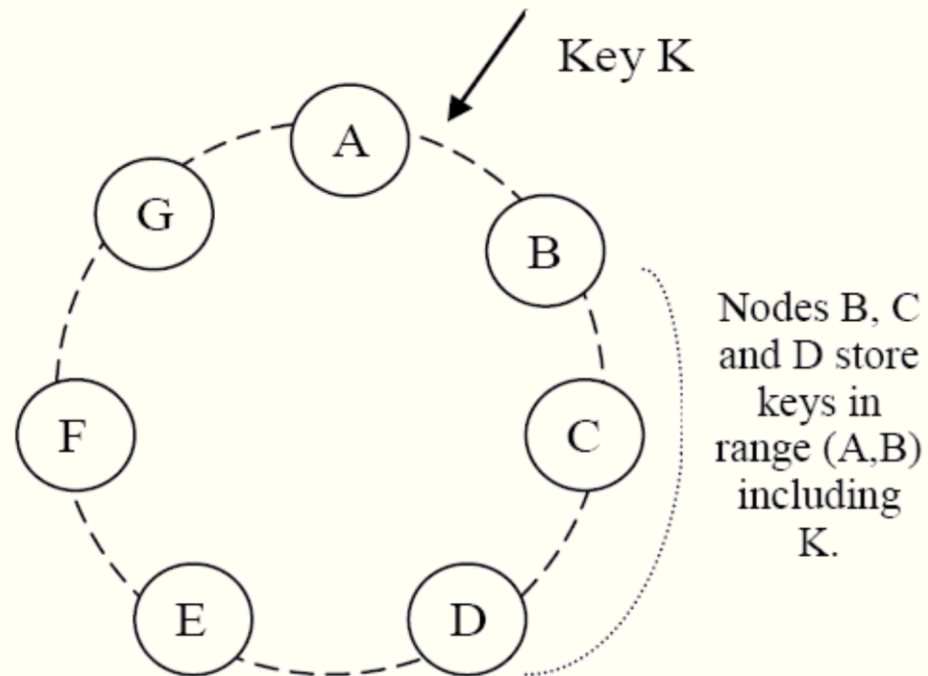 Key K
A
G
B
Nodes B, C
and D store
keys in
range (A,B)
including
K.
F
C
E
D